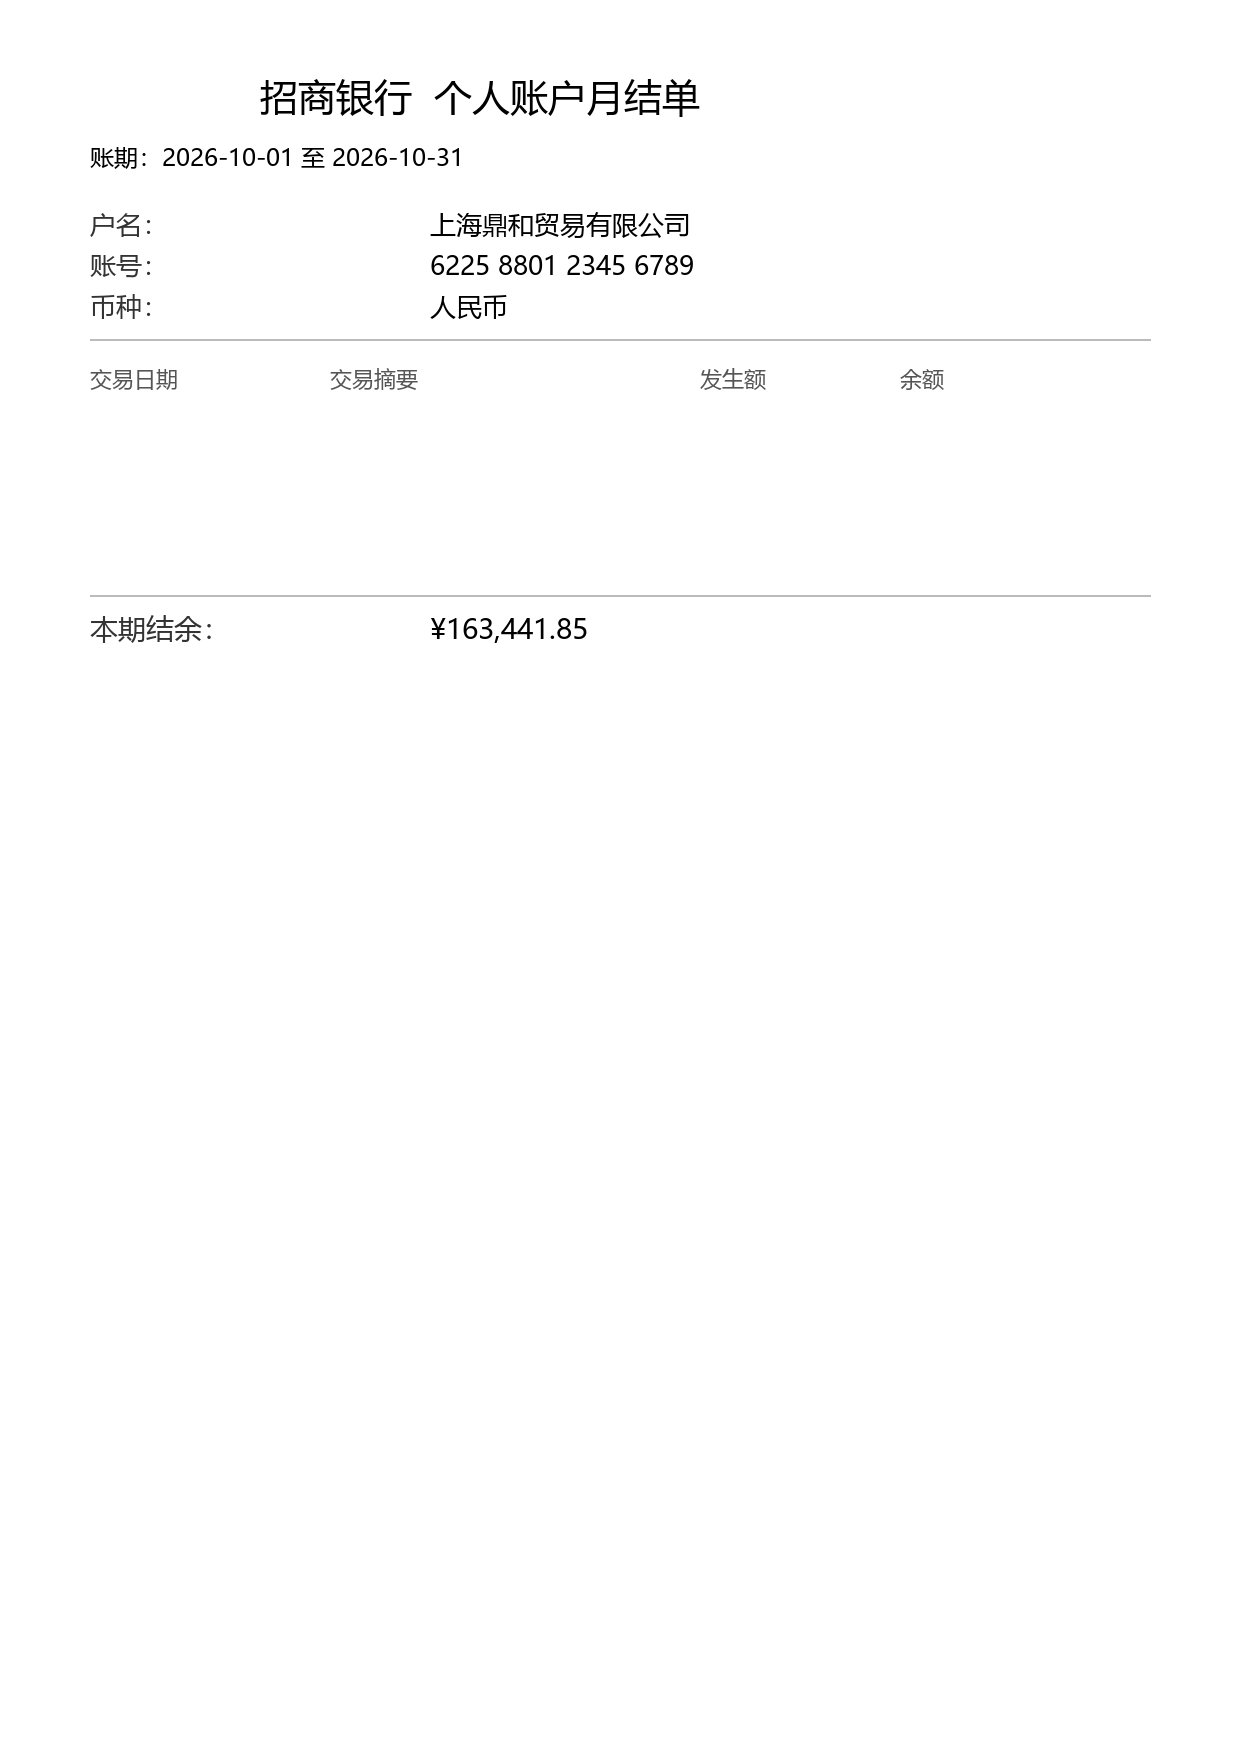 招商银行 个人账户月结单
账期：2026-10-01 至 2026-10-31
户名： 上海鼎和贸易有限公司
账号： 6225 8801 2345 6789
币种： 人民币
交易日期 交易摘要 发生额 余额
本期结余： ¥163,441.85